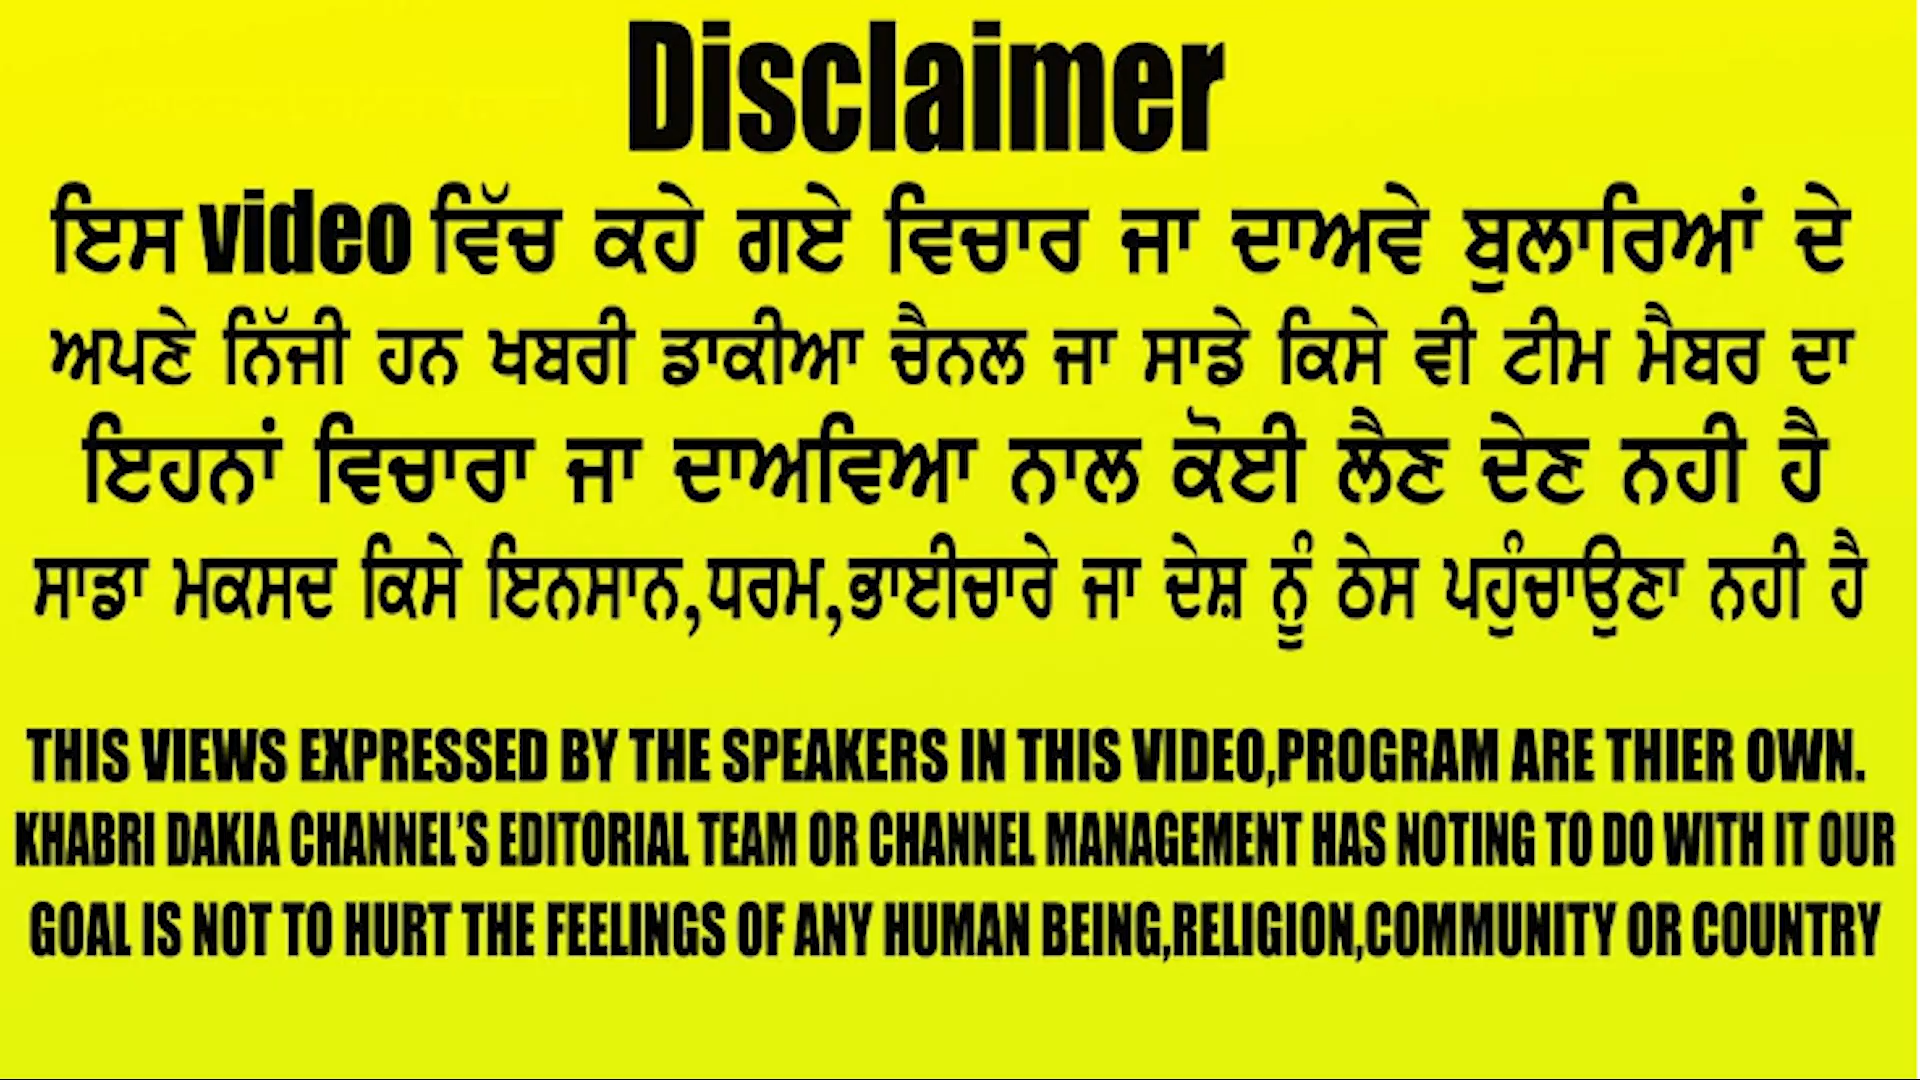 Disclaimer
ਇਸ video ਵਿੱਚ ਕਹੇ ਗਏ ਵਿਚਾਰ ਜਾ ਦਾਅਵੇ ਬੁਲਾਰਿਆਂ ਦੇ
ਅਪਣੇ ਨਿੱਜੀ ਹਨ ਖਬਰੀ ਡਾਕੀਆ ਚੈਨਲ ਜਾ ਸਾਡੇ ਕਿਸੇ ਵੀ ਟੀਮ ਮੈਬਰ ਦਾ
ਇਹਨਾਂ ਵਿਚਾਰਾ ਜਾ ਦਾਅਵਿਆ ਨਾਲ ਕੋਈ ਲੈਣ ਦੇਣ ਨਹੀ ਹੈ
ਸਾਡਾ ਮਕਸਦ ਕਿਸੇ ਇਨਸਾਨ,ਧਰਮ,ਭਾਈਚਾਰੇ ਜਾ ਦੇਸ਼ ਨੂੰ ਠੇਸ ਪਹੁੰਚਾਉਣਾ ਨਹੀ ਹੈ
THIS VIEWS EXPRESSED BY THE SPEAKERS IN THIS VIDEO,PROGRAM ARE THIER OWN.
KHABRI DAKIA CHANNEL'S EDITORIAL TEAM OR CHANNEL MANAGEMENT HAS NOTING TO DO WITH IT OUR
GOAL IS NOT TO HURT THE FEELINGS OF ANY HUMAN BEING,RELIGION,COMMUNITY OR COUNTRY